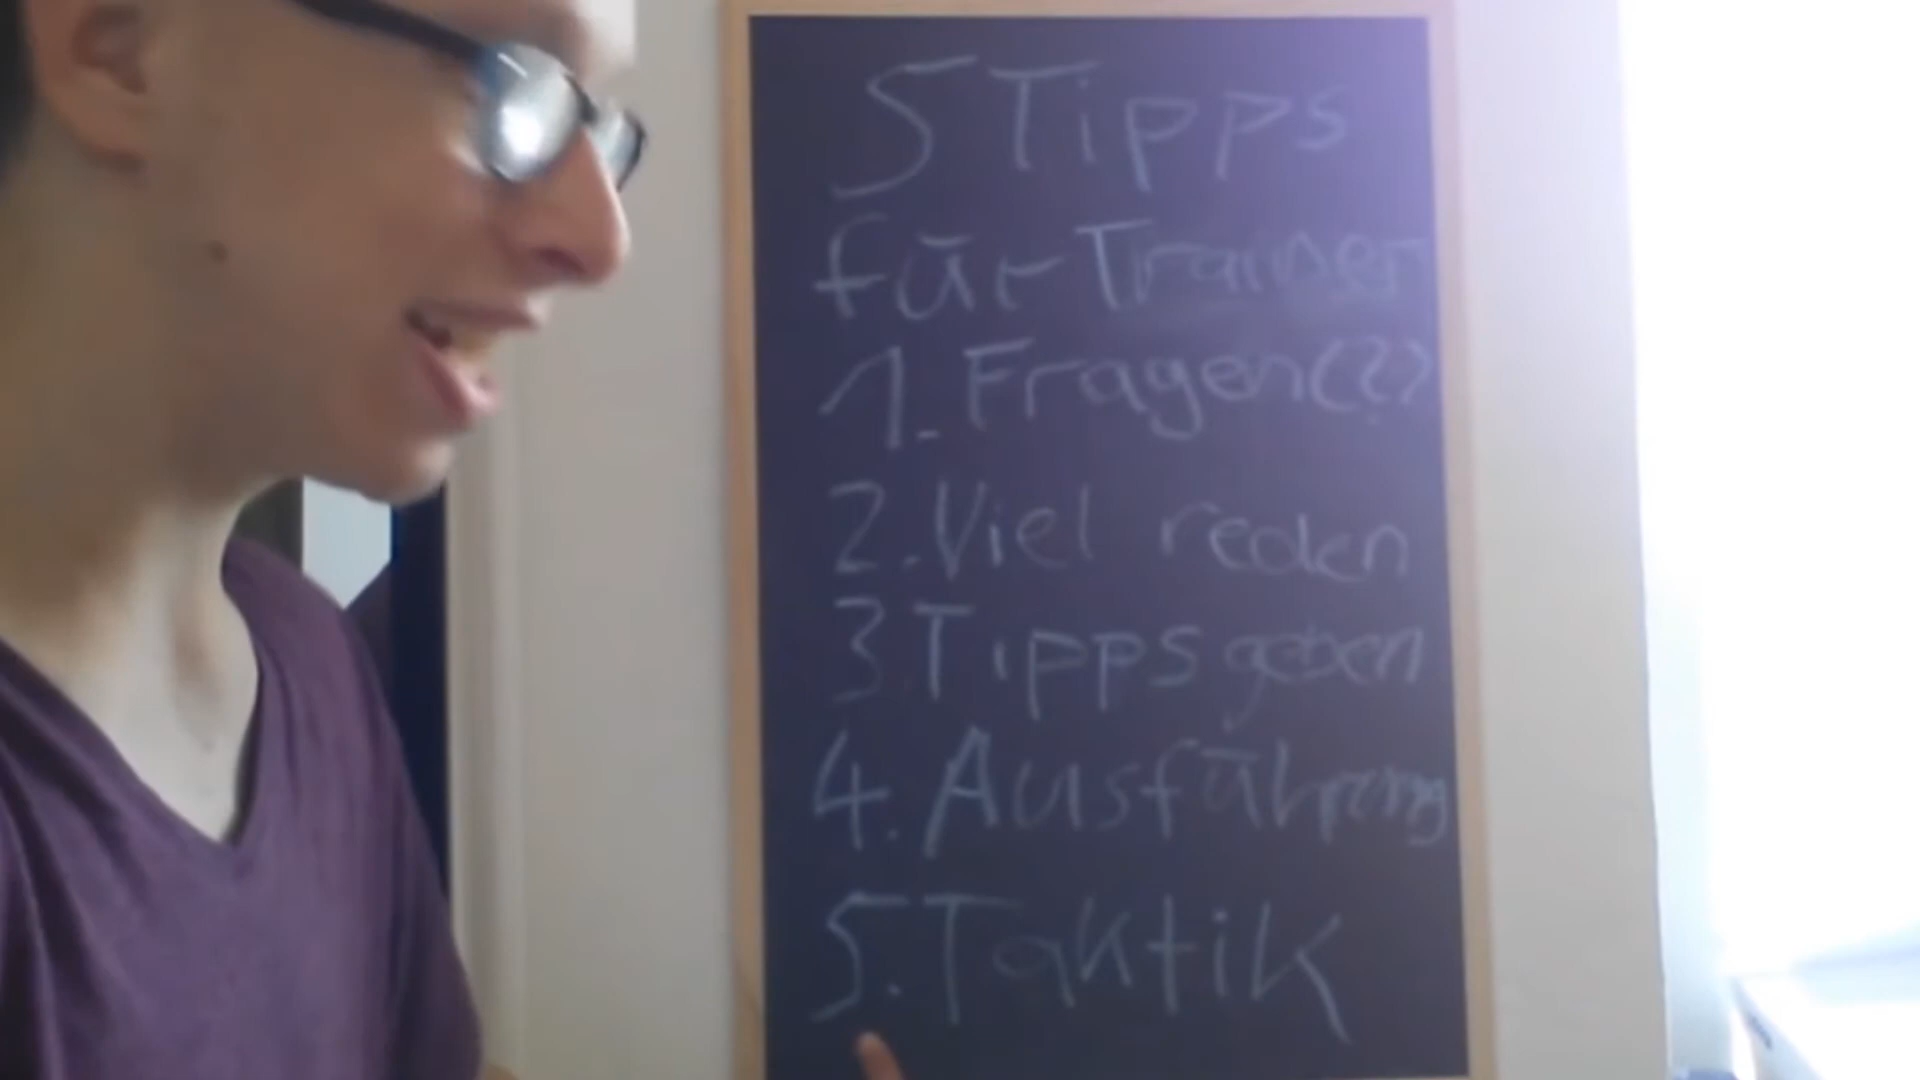 5 Tipps
für Trainer
1. Fragen(?)
2. Viel reden
3. Tipps geben
4. Ausführung
5. Taktik